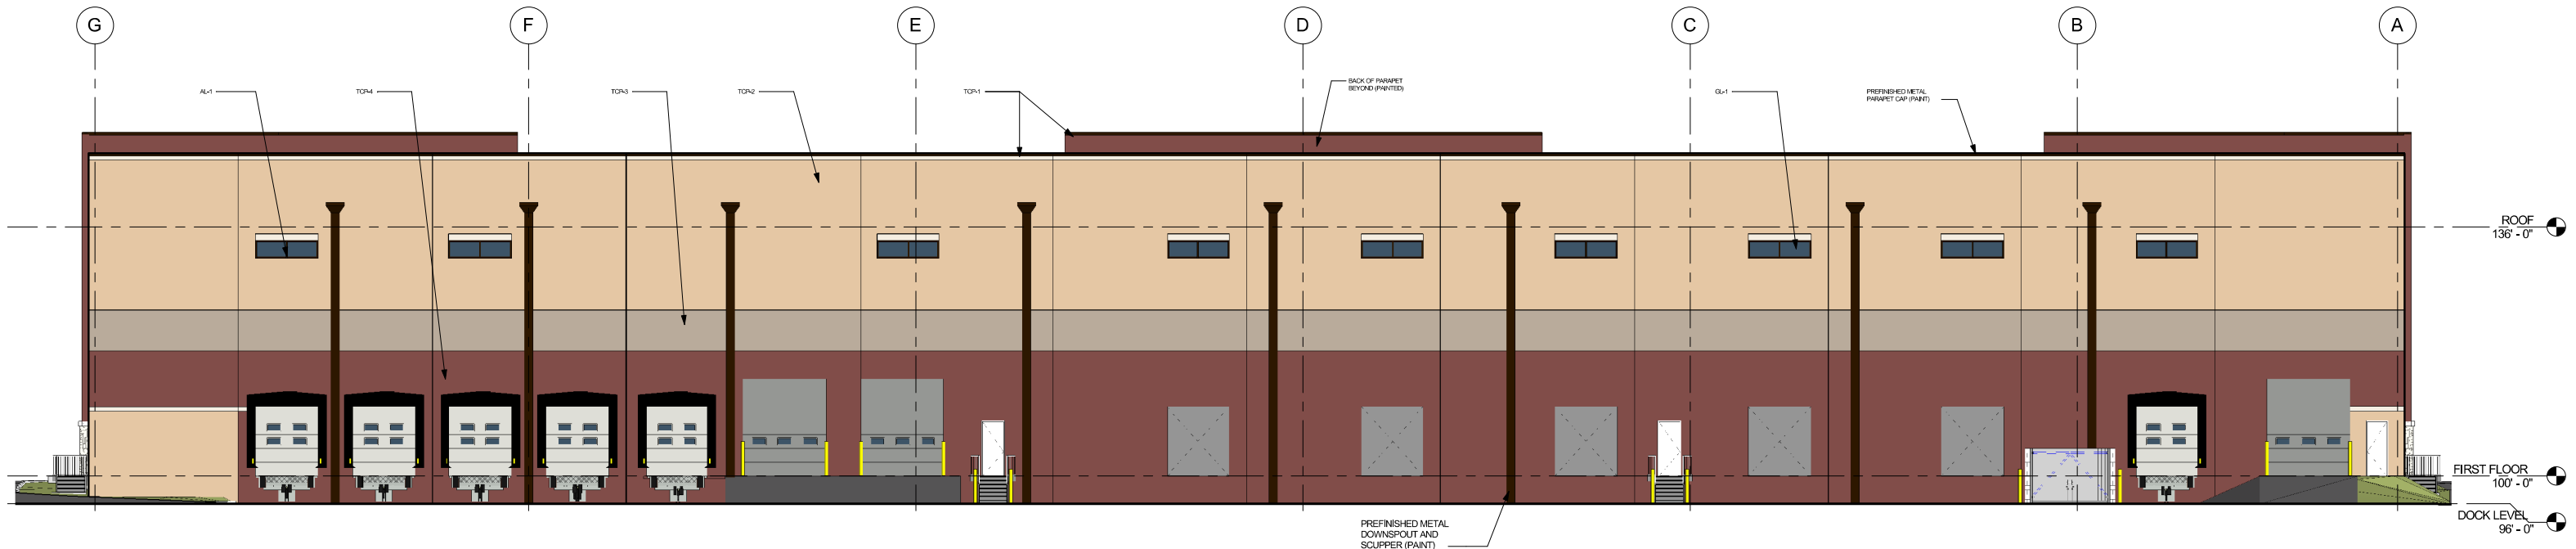 G
F
E
D
C
B
A
AL-1
TCP-4
TCP-3
TCP-2
TCP-1
BACK OF PARAPET
BEYOND (PAINTED)
GL-1
PREFINISHED METAL
PARAPET CAP (PAINT)
ROOF
136' - 0"
FIRST FLOOR
100' - 0"
DOCK LEVEL
96' - 0"
PREFINISHED METAL
DOWNSPOUT AND
SCUPPER (PAINT)